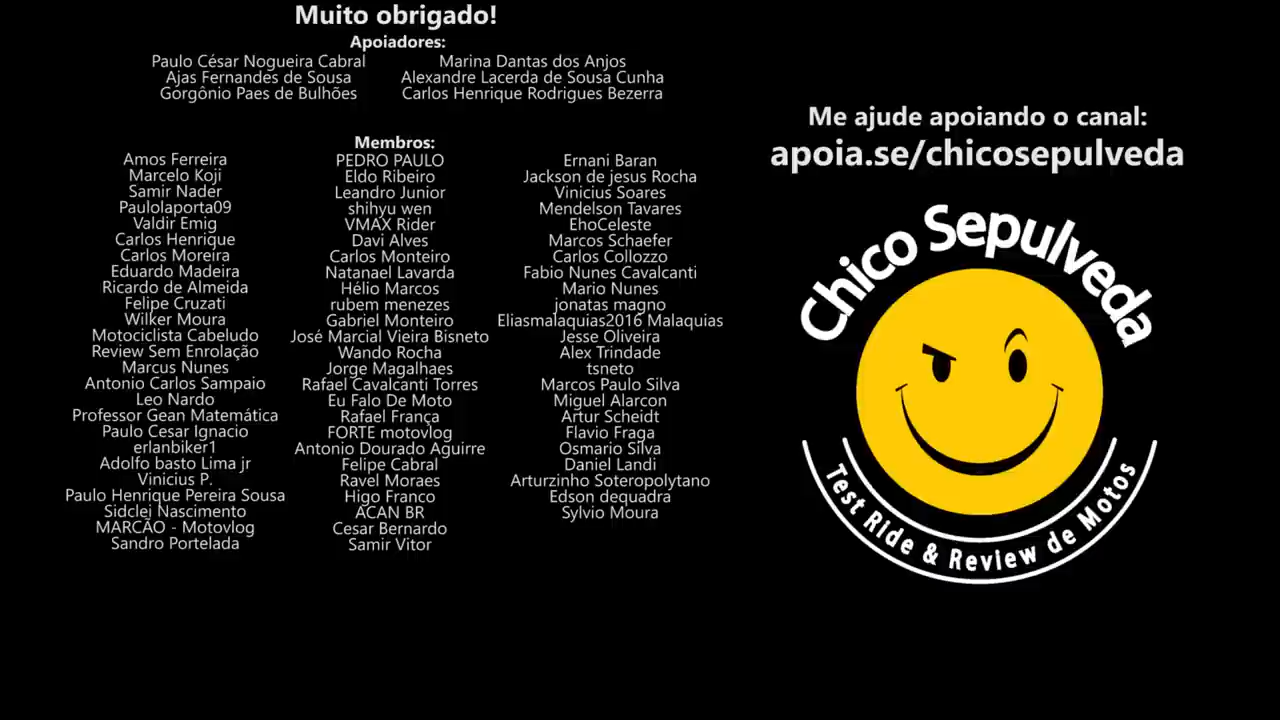 Muito obrigado!
Apoiadores:
Paulo César Nogueira Cabral
Ajas Fernandes de Sousa
Gorgônio Paes de Bulhões
Marina Dantas dos Anjos
Alexandre Lacerda de Sousa Cunha
Carlos Henrique Rodrigues Bezerra
Membros:
Amos Ferreira
Marcelo Koji
Samir Nader
Paulolaporta09
Valdir Emig
Carlos Henrique
Carlos Moreira
Eduardo Madeira
Ricardo de Almeida
Felipe Cruzati
Wilker Moura
Motociclista Cabeludo
Review Sem Enrolação
Marcus Nunes
Antonio Carlos Sampaio
Leo Nardo
Professor Gean Matemática
Paulo Cesar Ignacio
erlanbiker1
Adolfo basto Lima jr
Vinicius P.
Paulo Henrique Pereira Sousa
Sidclei Nascimento
MARCÃO - Motovlog
Sandro Portelada
PEDRO PAULO
Eldo Ribeiro
Leandro Junior
shihyu wen
VMAX Rider
Davi Alves
Carlos Monteiro
Natanael Lavarda
Hélio Marcos
rubem menezes
Gabriel Monteiro
José Marcial Vieira Bisneto
Wando Rocha
Jorge Magalhaes
Rafael Cavalcanti Torres
Eu Falo De Moto
Rafael França
FORTE motovlog
Antonio Dourado Aguirre
Felipe Cabral
Ravel Moraes
Higo Franco
ACAN BR
Cesar Bernardo
Samir Vitor
Ernani Baran
Jackson de jesus Rocha
Vinicius Soares
Mendelson Tavares
EhoCeleste
Marcos Schaefer
Carlos Collozzo
Fabio Nunes Cavalcanti
Mario Nunes
jonatas magno
Eliasmalaquias2016 Malaquias
Jesse Oliveira
Alex Trindade
tsneto
Marcos Paulo Silva
Miguel Alarcon
Artur Scheidt
Flavio Fraga
Osmario Silva
Daniel Landi
Arturzinho Soteropolytano
Edson dequadra
Sylvio Moura
Me ajude apoiando o canal:
apoia.se/chicosepulveda
Chico Sepulveda
Test Ride & Review de Motos